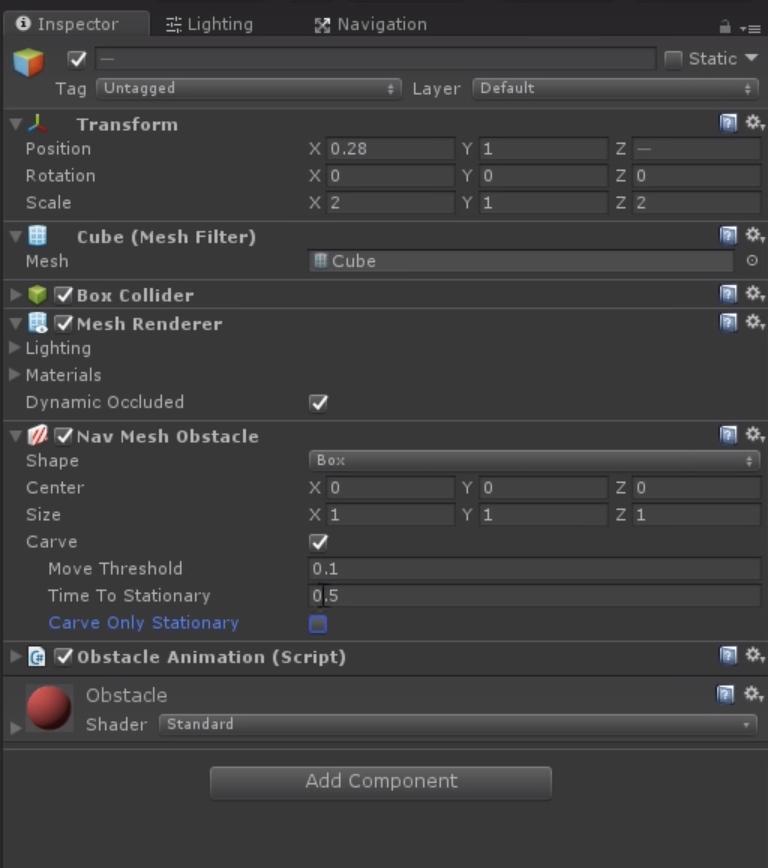 Inspector Lighting Navigation
— Static
Tag Untagged Layer Default
Transform
Position X 0.28 Y 1 Z —
Rotation X 0 Y 0 Z 0
Scale X 2 Y 1 Z 2
Cube (Mesh Filter)
Mesh Cube
Box Collider
Mesh Renderer
Lighting
Materials
Dynamic Occluded
Nav Mesh Obstacle
Shape Box
Center X 0 Y 0 Z 0
Size X 1 Y 1 Z 1
Carve
Move Threshold 0.1
Time To Stationary 0.5
Carve Only Stationary
Obstacle Animation (Script)
Obstacle
Shader Standard
Add Component